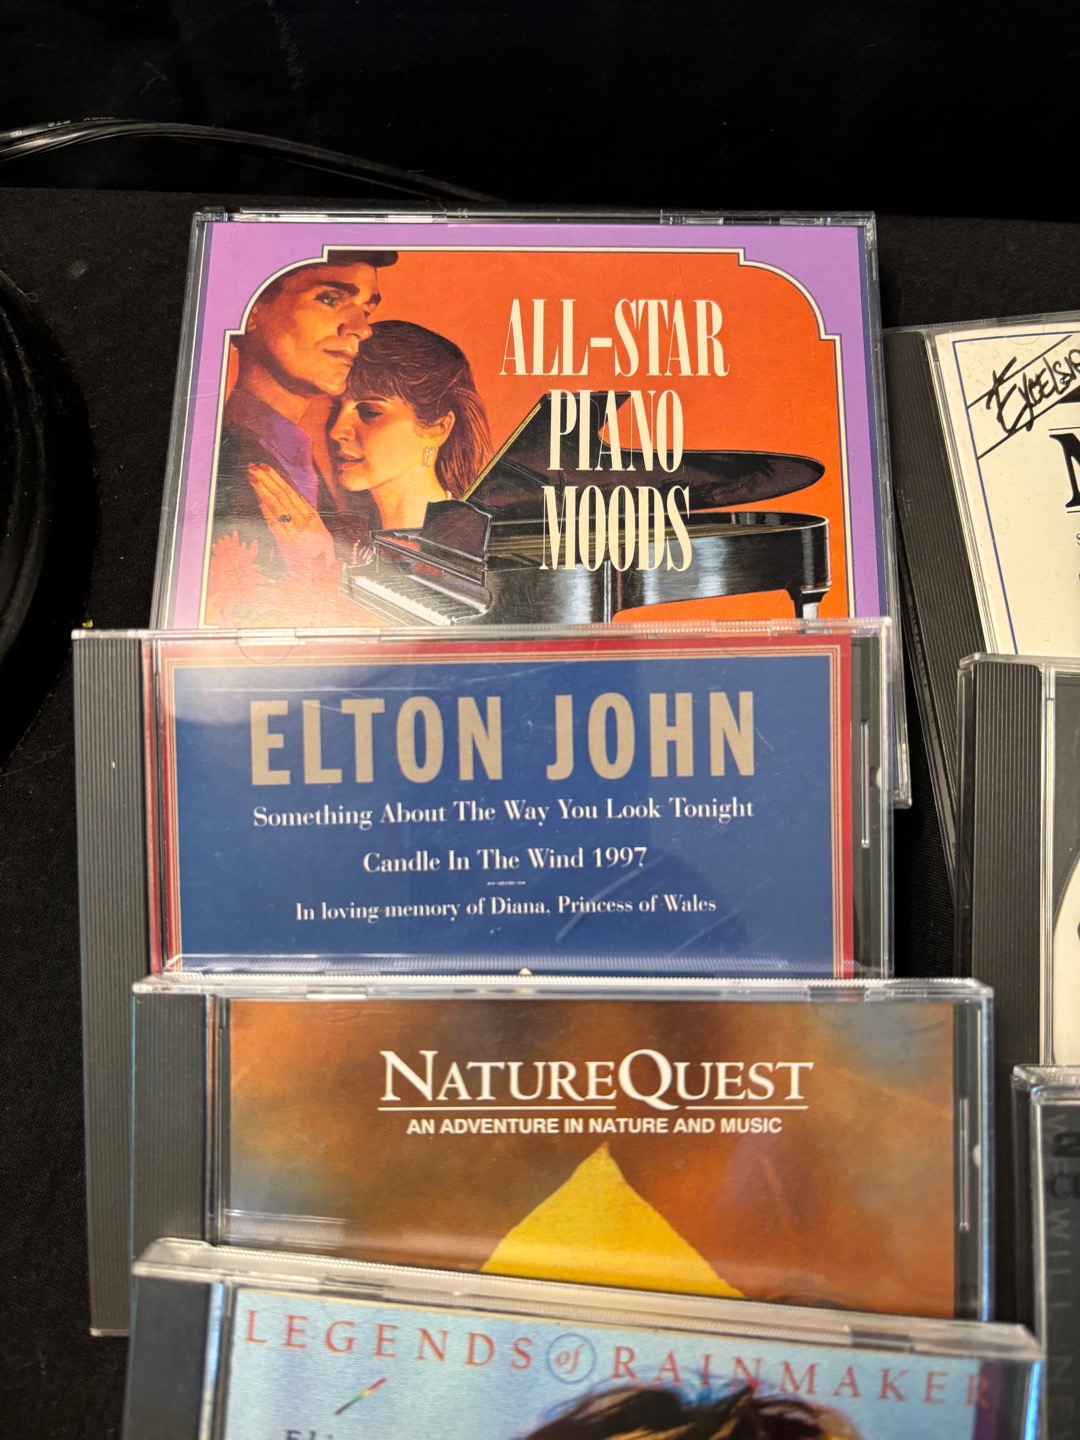 ALL-STAR
PIANO
MOODS
ELTON JOHN
Something About The Way You Look Tonight
Candle In The Wind 1997
In loving memory of Diana, Princess of Wales
NATUREQUEST
AN ADVENTURE IN NATURE AND MUSIC
LEGENDS of RAINMAKER